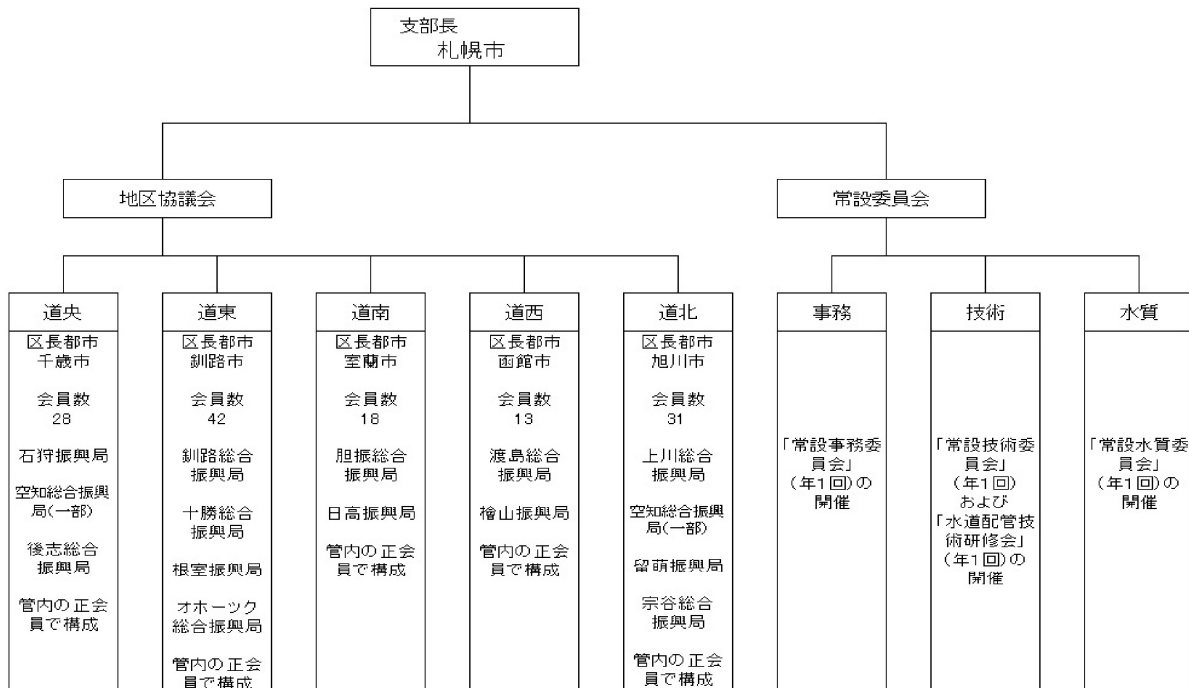 支部長
札幌市
地区協議会
常設委員会
道央
区長都市
千歳市
会員数
28
石狩振興局
空知総合振興
局(一部)
後志総合
振興局
管内の正会
員で構成
道東
区長都市
釧路市
会員数
42
釧路総合
振興局
十勝総合
振興局
根室振興局
オホーツク
総合振興局
管内の正会
員で構成
道南
区長都市
室蘭市
会員数
18
胆振総合
振興局
日高振興局
管内の正会
員で構成
道西
区長都市
函館市
会員数
13
渡島総合
振興局
檜山振興局
管内の正会
員で構成
道北
区長都市
旭川市
会員数
31
上川総合
振興局
空知総合振興
局(一部)
留萌振興局
宗谷総合
振興局
管内の正会
員で構成
事務
「常設事務委
員会」
(年1回)の
開催
技術
「常設技術委
員会」
(年1回)
および
「水道配管技
術研修会」
(年1回)の
開催
水質
「常設水質委
員会」
(年1回)の
開催